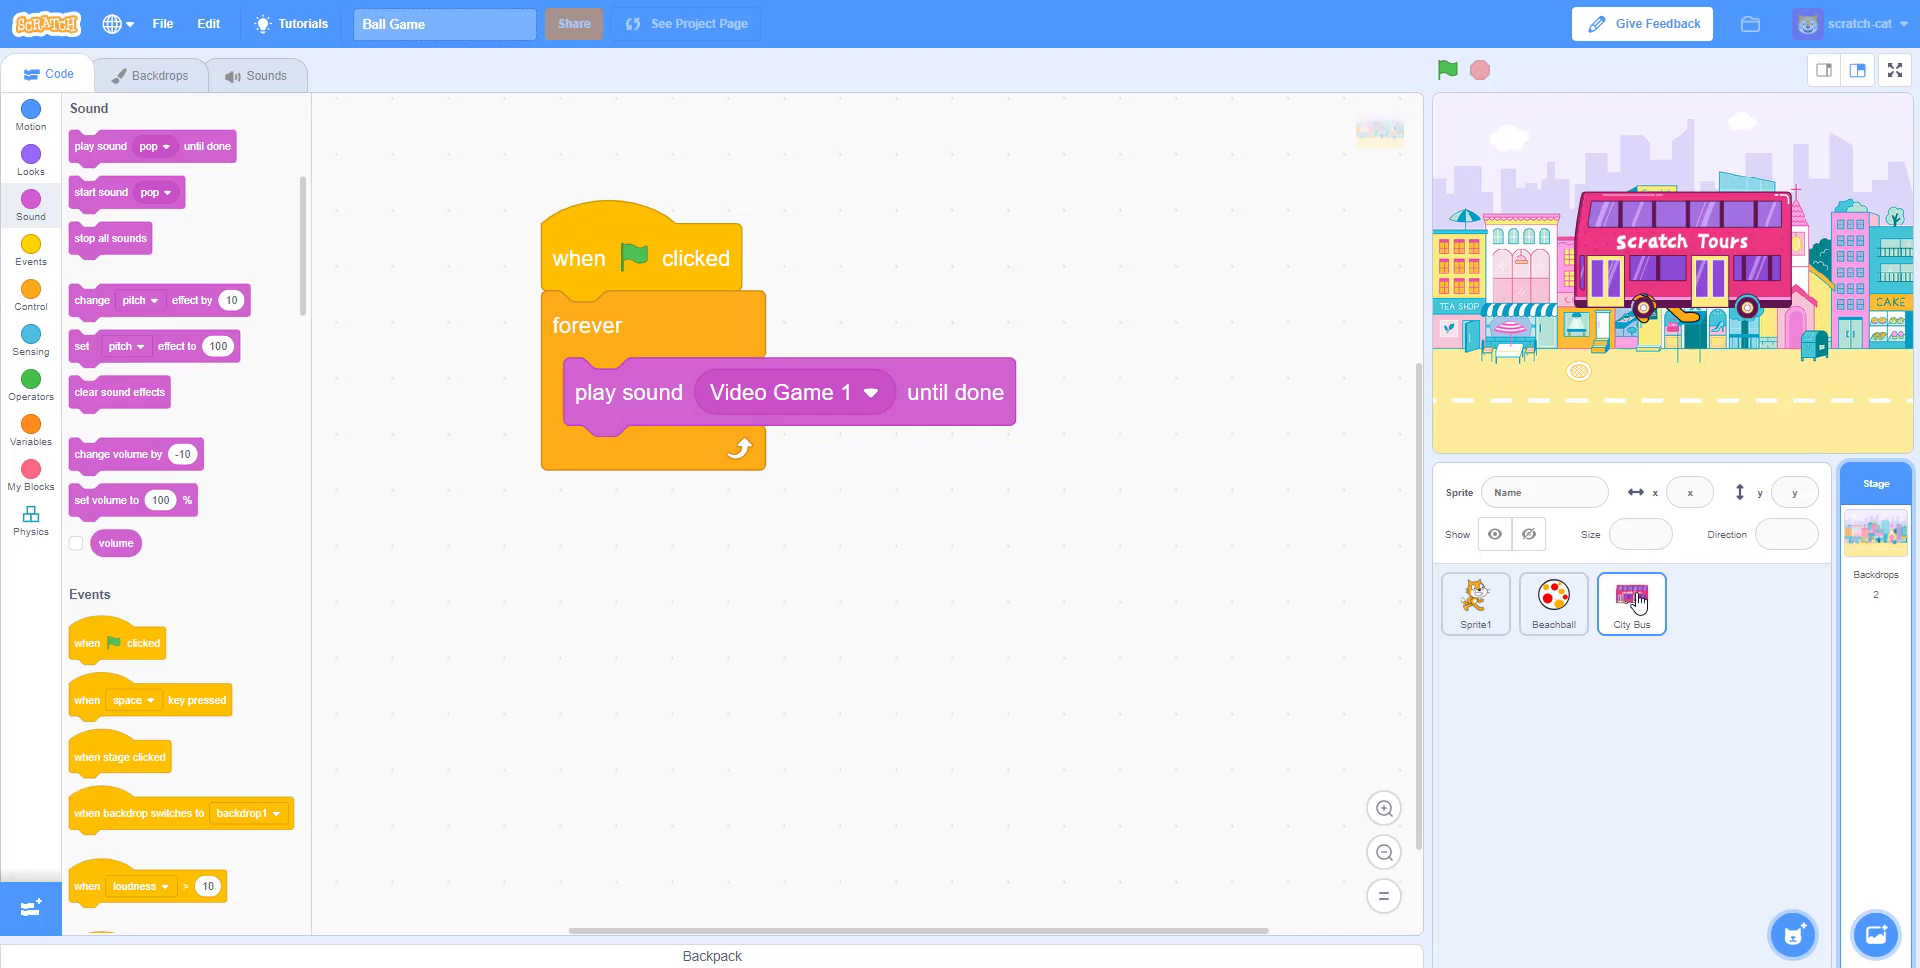 SCRATCH
File
Edit
Tutorials
Ball Game
Share
See Project Page
Give Feedback
scratch-cat
Code
Backdrops
Sounds
Motion
Looks
Sound
Events
Control
Sensing
Operators
Variables
My Blocks
Physics
Sound
play sound pop until done
start sound pop
stop all sounds
change pitch effect by 10
set pitch effect to 100
clear sound effects
change volume by -10
set volume to 100 %
volume
Events
when clicked
when space key pressed
when stage clicked
when backdrop switches to backdrop1
when loudness > 10
when clicked
forever
play sound Video Game 1 until done
Backpack
Scratch Tours
TEA SHOP
CAKE
Sprite Name x x y y
Show Size Direction
Sprite1
Beachball
City Bus
Stage
Backdrops
2